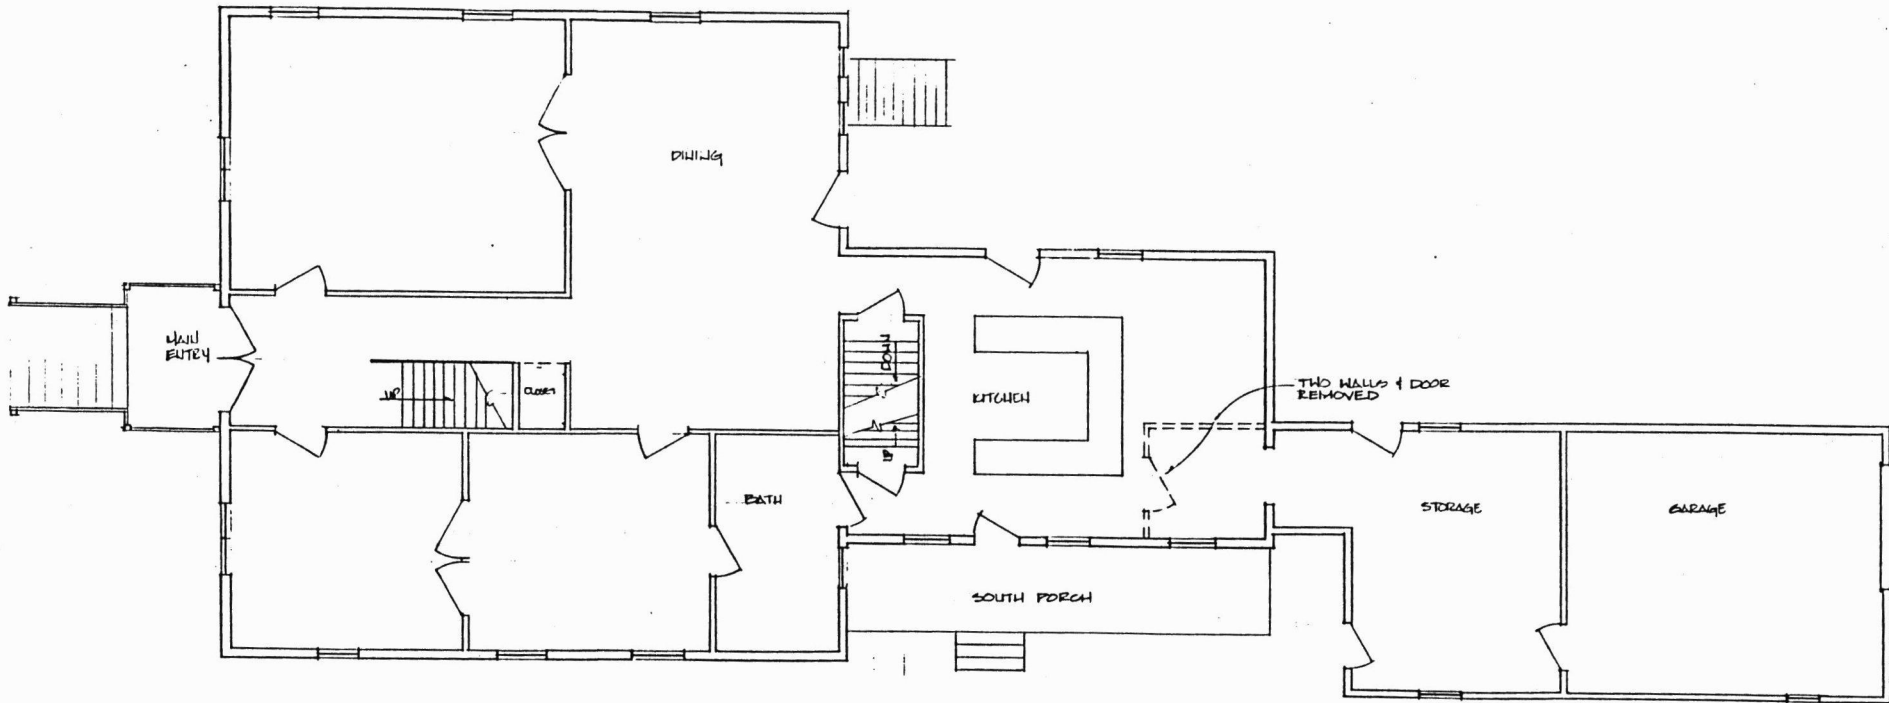 DINING
MAIN
ENTRY
UP
CLOSET
DOWN
UP
KITCHEN
TWO WALLS & DOOR
REMOVED
BATH
STORAGE
GARAGE
SOUTH PORCH